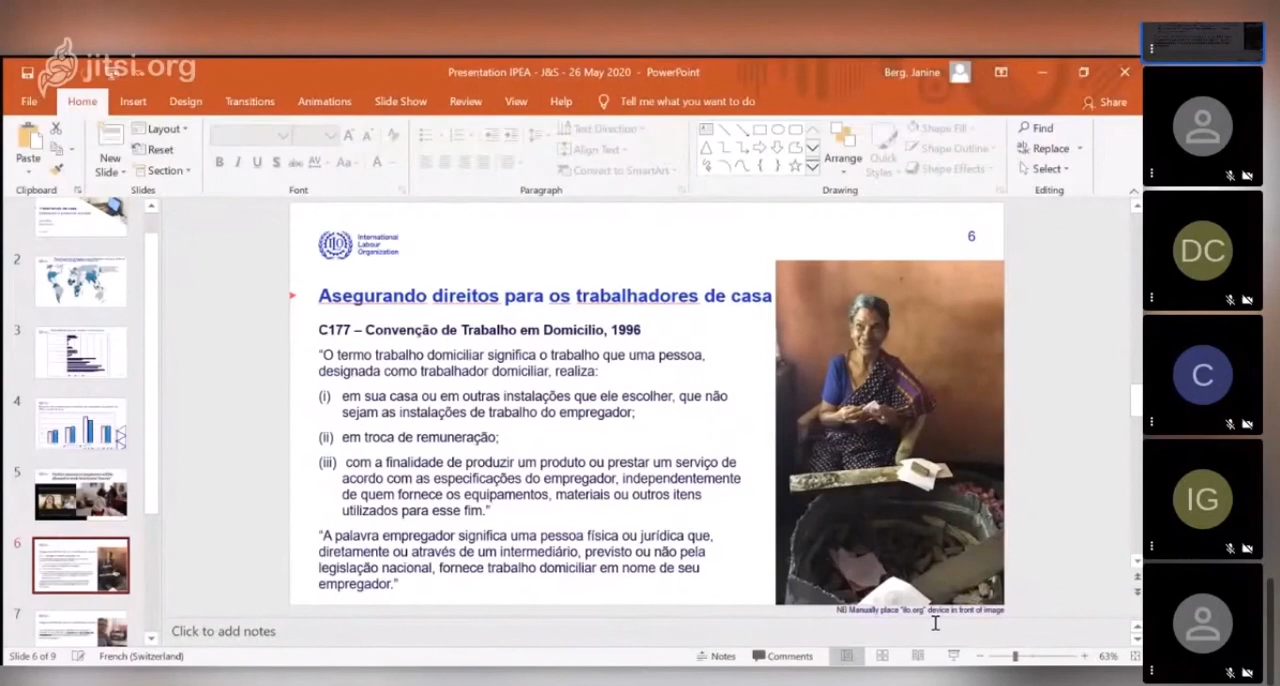 jitsi.org
Presentation IPEA - J&S - 26 May 2020 - PowerPoint
Berg, Janine
File Home Insert Design Transitions Animations Slide Show Review View Help Tell me what you want to do
Share
Paste
Clipboard
New
Slide
Layout
Reset
Section
Slides
B I U S abc AV Aa A
Font
Text Direction
Align Text
Convert to SmartArt
Paragraph
Arrange
Quick
Styles
Shape Fill
Shape Outline
Shape Effects
Drawing
Find
Replace
Select
Editing
2
3
4
5
6
7
International
Labour
Organization
6
Asegurando direitos para os trabalhadores de casa
C177 – Convenção de Trabalho em Domicilio, 1996
“O termo trabalho domiciliar significa o trabalho que uma pessoa,
designada como trabalhador domiciliar, realiza:
(i) em sua casa ou em outras instalações que ele escolher, que não
sejam as instalações de trabalho do empregador;
(ii) em troca de remuneração;
(iii) com a finalidade de produzir um produto ou prestar um serviço de
acordo com as especificações do empregador, independentemente
de quem fornece os equipamentos, materiais ou outros itens
utilizados para esse fim.”
“A palavra empregador significa uma pessoa física ou jurídica que,
diretamente ou através de um intermediário, previsto ou não pela
legislação nacional, fornece trabalho domiciliar em nome de seu
empregador.”
NB Manually place "ilo.org" device in front of image
Click to add notes
Slide 6 of 9 French (Switzerland)
Notes Comments 63%
DC
C
IG